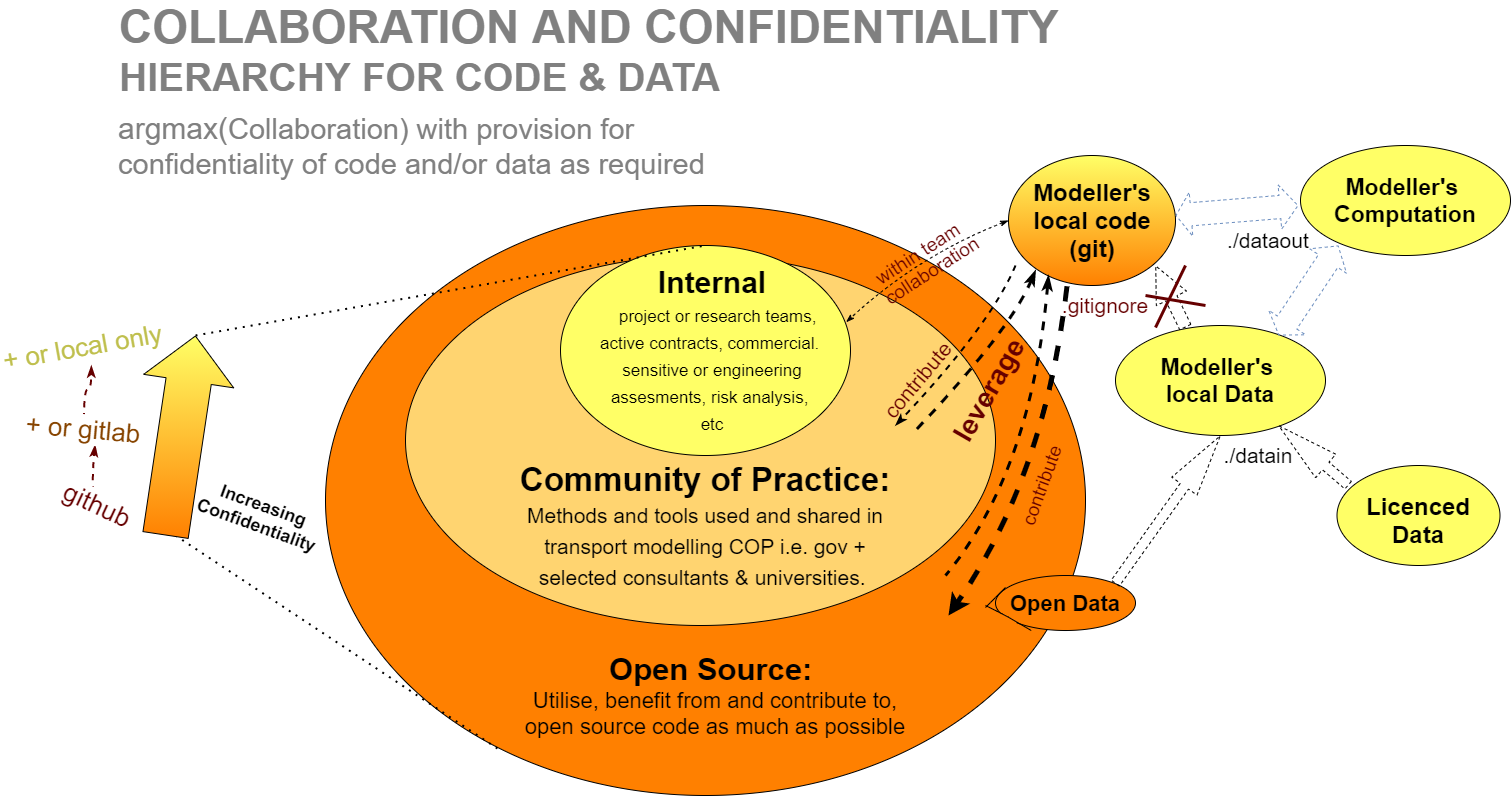 COLLABORATION AND CONFIDENTIALITY
HIERARCHY FOR CODE & DATA
argmax(Collaboration) with provision for
confidentiality of code and/or data as required
Modeller's
local code
(git)
Modeller's
Computation
./dataout
within team
collaboration
Internal
project or research teams,
active contracts, commercial.
sensitive or engineering
assesments, risk analysis,
etc
.gitignore
Modeller's
local Data
+ or local only
+ or gitlab
github
Increasing
Confidentiality
contribute
leverage
contribute
./datain
Licenced
Data
Community of Practice:
Methods and tools used and shared in
transport modelling COP i.e. gov +
selected consultants & universities.
Open Data
Open Source:
Utilise, benefit from and contribute to,
open source code as much as possible